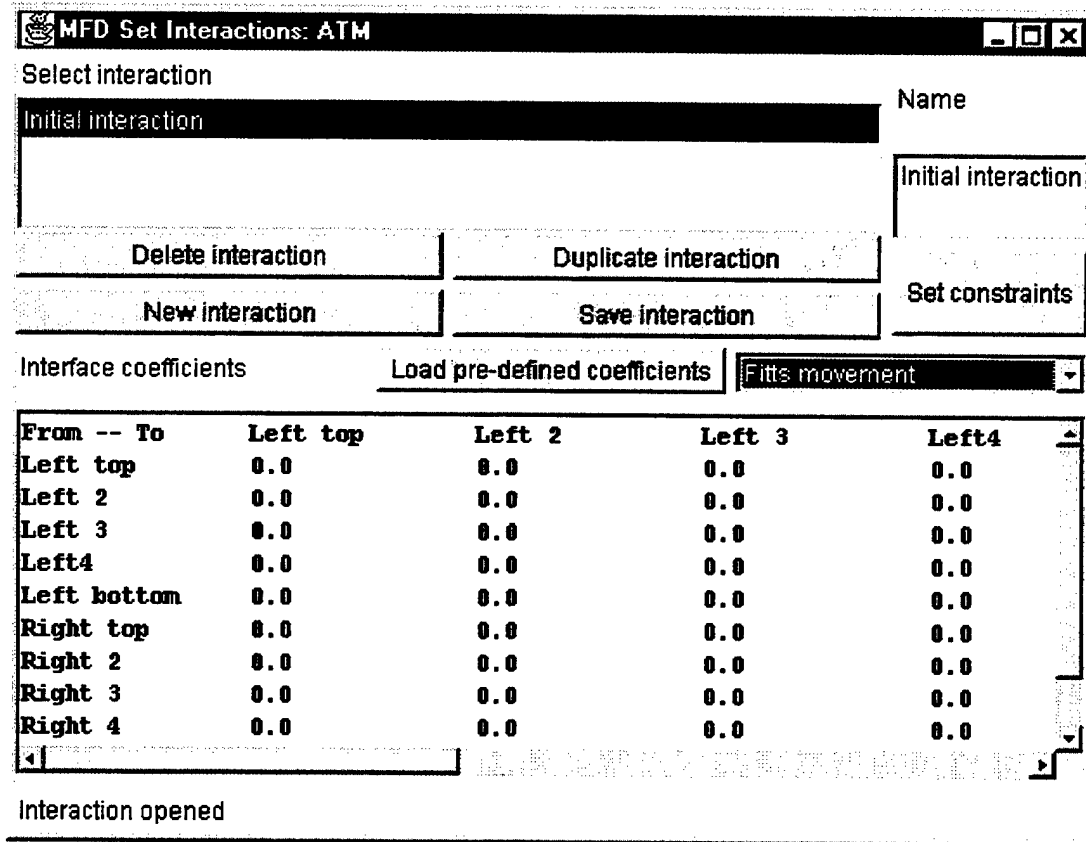 MFD Set Interactions: ATM
Select interaction
Name
Initial interaction
Initial interaction
Delete interaction
Duplicate interaction
Set constraints
New interaction
Save interaction
Interface coefficients
Load pre-defined coefficients
Fitts movement
From -- To Left top Left 2 Left 3 Left4
Left top 0.0 0.0 0.0 0.0
Left 2 0.0 0.0 0.0 0.0
Left 3 0.0 0.0 0.0 0.0
Left4 0.0 0.0 0.0 0.0
Left bottom 0.0 0.0 0.0 0.0
Right top 0.0 0.0 0.0 0.0
Right 2 0.0 0.0 0.0 0.0
Right 3 0.0 0.0 0.0 0.0
Right 4 0.0 0.0 0.0 0.0
Interaction opened